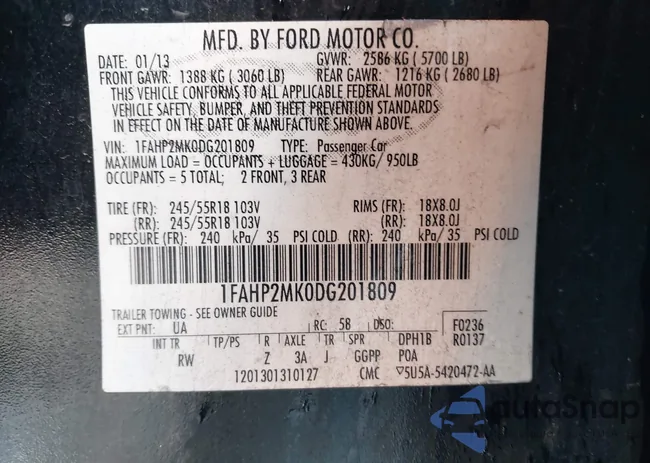 MFD. BY FORD MOTOR CO.
DATE: 01/13 GVWR: 2586 KG ( 5700 LB)
FRONT GAWR: 1388 KG ( 3060 LB) REAR GAWR: 1216 KG ( 2680 LB)
THIS VEHICLE CONFORMS TO ALL APPLICABLE FEDERAL MOTOR
VEHICLE SAFETY, BUMPER, AND THEFT PREVENTION STANDARDS
IN EFFECT ON THE DATE OF MANUFACTURE SHOWN ABOVE.
VIN: 1FAHP2MK0DG201809 TYPE: Passenger Car
MAXIMUM LOAD = OCCUPANTS + LUGGAGE = 430KG/ 950LB
OCCUPANTS = 5 TOTAL; 2 FRONT, 3 REAR
TIRE (FR): 245/55R18 103V RIMS (FR): 18X8.0J
(RR): 245/55R18 103V (RR): 18X8.0J
PRESSURE (FR): 240 kPa/ 35 PSI COLD (RR): 240 kPa/ 35 PSI COLD
1FAHP2MK0DG201809
TRAILER TOWING - SEE OWNER GUIDE
EXT PNT: UA RC: 58 DSO: F0236
INT TR TP/PS R AXLE TR SPR DPH1B R0137
RW Z 3A J GGPP POA
1201301310127 CMC ▽5U5A-5420472-AA
autoSnap